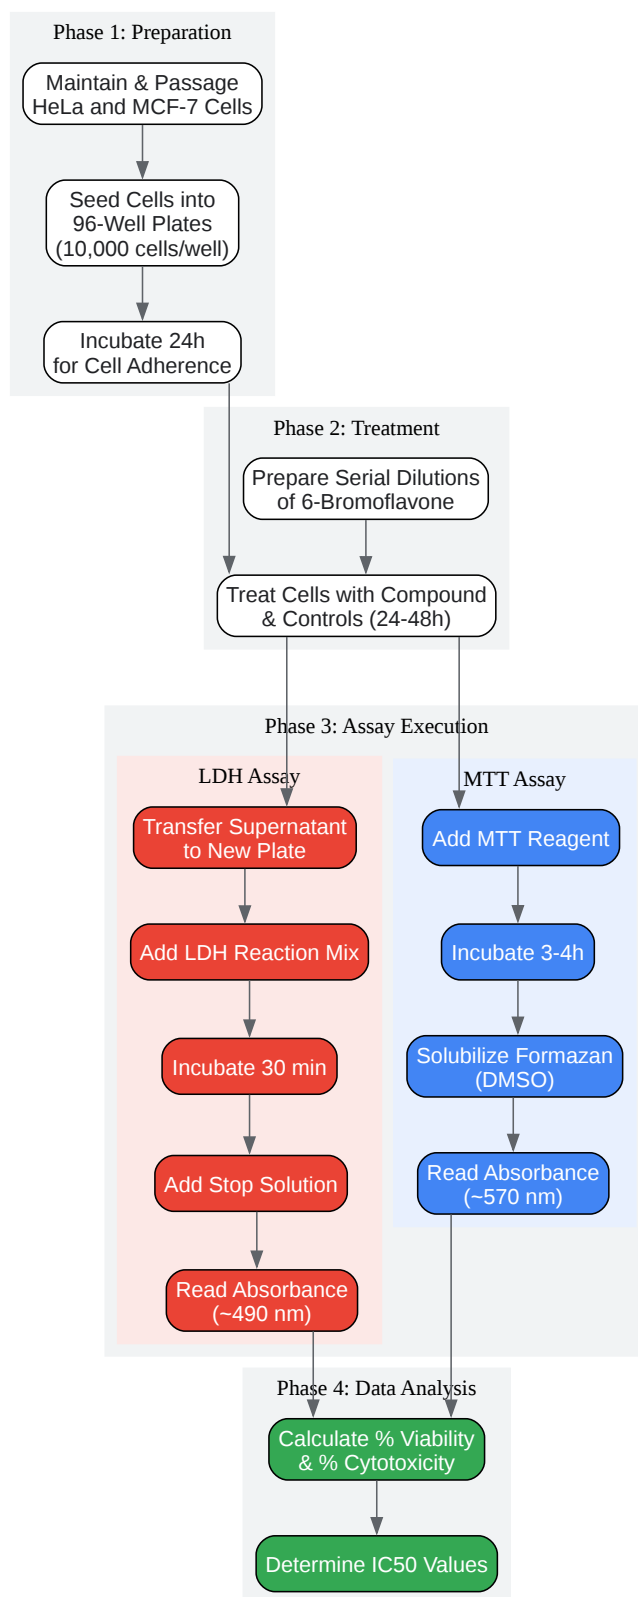 Phase 1: Preparation
Maintain & Passage
HeLa and MCF-7 Cells
Seed Cells into
96-Well Plates
(10,000 cells/well)
Incubate 24h
for Cell Adherence
Phase 2: Treatment
Prepare Serial Dilutions
of 6-Bromoflavone
Treat Cells with Compound
& Controls (24-48h)
Phase 3: Assay Execution
LDH Assay
Transfer Supernatant
to New Plate
Add LDH Reaction Mix
Incubate 30 min
Add Stop Solution
Read Absorbance
(~490 nm)
MTT Assay
Add MTT Reagent
Incubate 3-4h
Solubilize Formazan
(DMSO)
Read Absorbance
(~570 nm)
Phase 4: Data Analysis
Calculate % Viability
& % Cytotoxicity
Determine IC50 Values